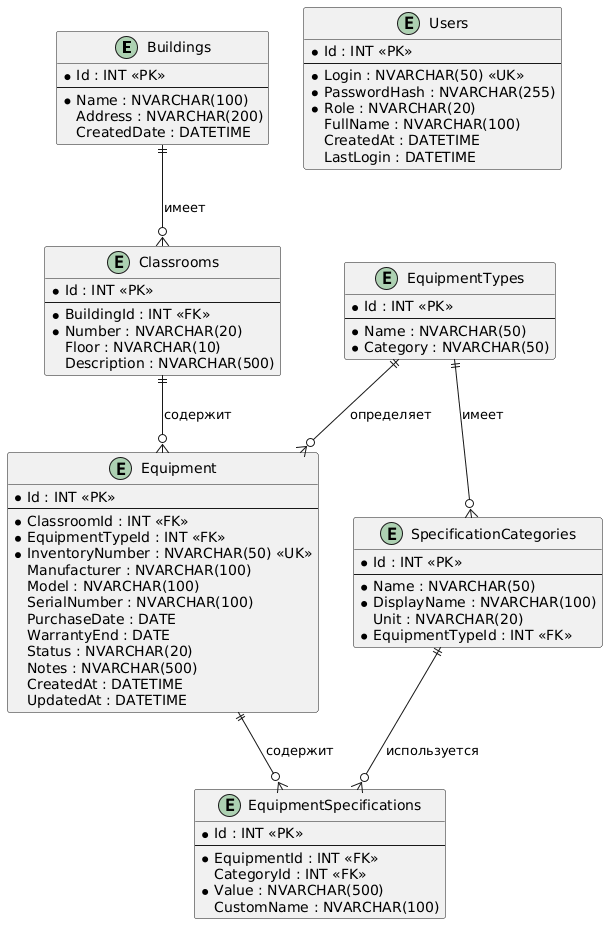 E Users
* Id : INT «PK»
* Login : NVARCHAR(50) «UK»
* PasswordHash : NVARCHAR(255)
* Role : NVARCHAR(20)
FullName : NVARCHAR(100)
CreatedAt : DATETIME
LastLogin : DATETIME
E Buildings
* Id : INT «PK»
* Name : NVARCHAR(100)
Address : NVARCHAR(200)
CreatedDate : DATETIME
имеет
E Classrooms
* Id : INT «PK»
* BuildingId : INT «FK»
* Number : NVARCHAR(20)
Floor : NVARCHAR(10)
Description : NVARCHAR(500)
E EquipmentTypes
* Id : INT «PK»
* Name : NVARCHAR(50)
* Category : NVARCHAR(50)
содержит
определяет
имеет
E Equipment
* Id : INT «PK»
* ClassroomId : INT «FK»
* EquipmentTypeId : INT «FK»
* InventoryNumber : NVARCHAR(50) «UK»
Manufacturer : NVARCHAR(100)
Model : NVARCHAR(100)
SerialNumber : NVARCHAR(100)
PurchaseDate : DATE
WarrantyEnd : DATE
Status : NVARCHAR(20)
Notes : NVARCHAR(500)
CreatedAt : DATETIME
UpdatedAt : DATETIME
E SpecificationCategories
* Id : INT «PK»
* Name : NVARCHAR(50)
* DisplayName : NVARCHAR(100)
Unit : NVARCHAR(20)
* EquipmentTypeId : INT «FK»
содержит
используется
E EquipmentSpecifications
* Id : INT «PK»
* EquipmentId : INT «FK»
CategoryId : INT «FK»
* Value : NVARCHAR(500)
CustomName : NVARCHAR(100)